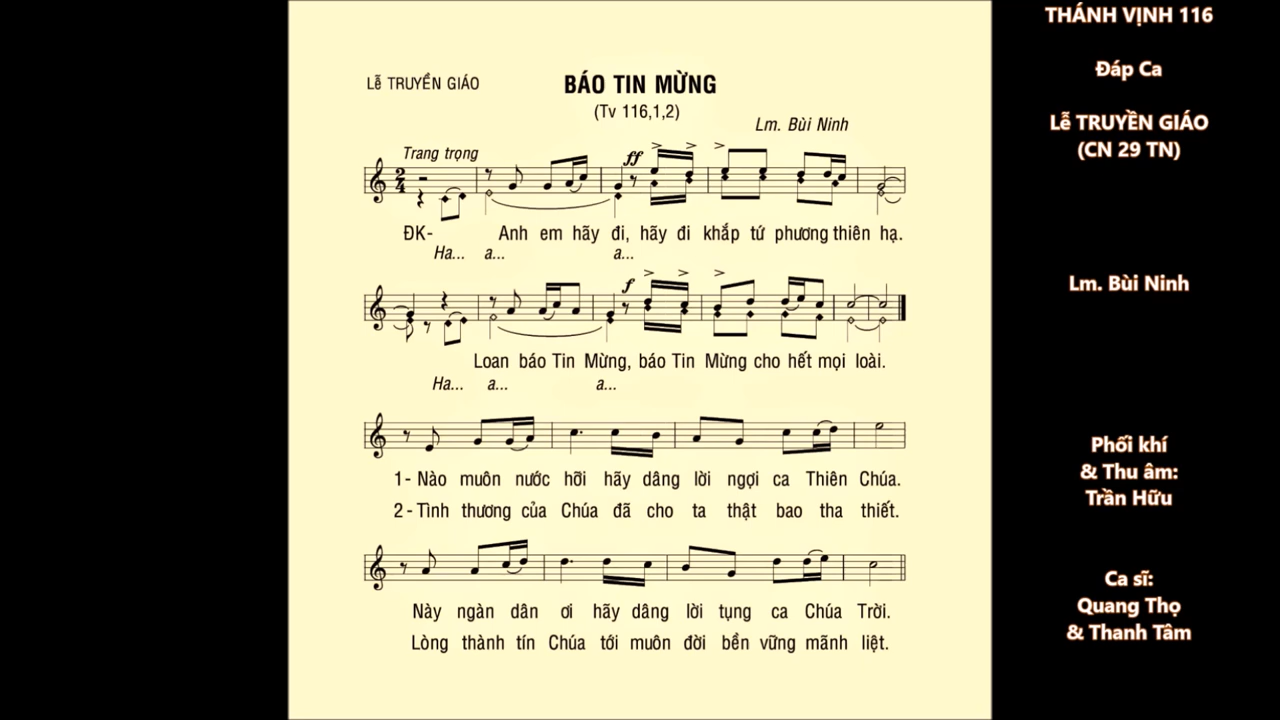 Lễ TRUYỀN GIÁO
BÁO TIN MỪNG
(Tv 116,1,2)
Lm. Bùi Ninh
Trang trọng
ff
ĐK- Anh em hãy đi, hãy đi khắp tứ phương thiên hạ.
Ha... a... a...
f
Loan báo Tin Mừng, báo Tin Mừng cho hết mọi loài.
Ha... a... a...
1- Nào muôn nước hỡi hãy dâng lời ngợi ca Thiên Chúa.
2- Tình thương của Chúa đã cho ta thật bao tha thiết.
Này ngàn dân ơi hãy dâng lời tụng ca Chúa Trời.
Lòng thành tín Chúa tới muôn đời bền vững mãnh liệt.
THÁNH VỊNH 116
Đáp Ca
Lễ TRUYỀN GIÁO
(CN 29 TN)
Lm. Bùi Ninh
Phối khí
& Thu âm:
Trần Hữu
Ca sĩ:
Quang Thọ
& Thanh Tâm